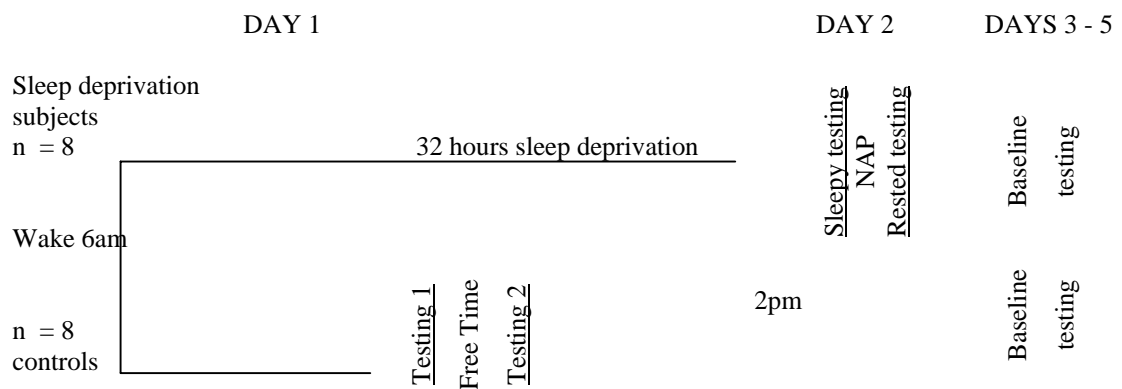 DAY 1
DAY 2
DAYS 3 - 5
Sleep deprivation
subjects
n = 8
32 hours sleep deprivation
Sleepy testing
NAP
Rested testing
Baseline
testing
Wake 6am
n = 8
controls
Testing 1
Free Time
Testing 2
2pm
Baseline
testing